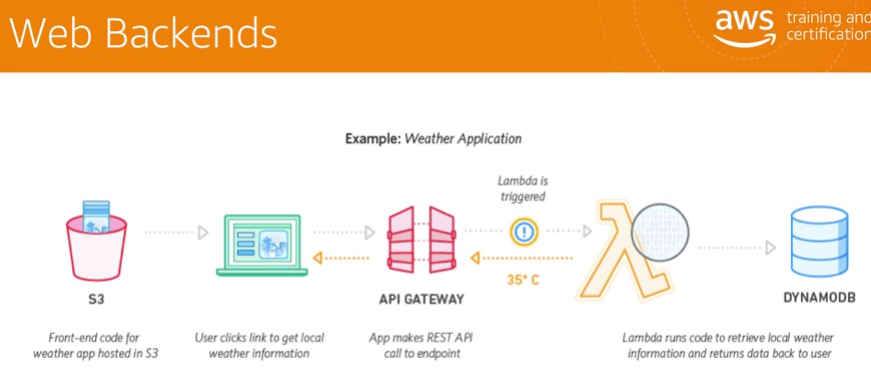 Web Backends
aws training and
certification
Example: Weather Application
Lambda is
triggered
35° C
S3
API GATEWAY
DYNAMODB
Front-end code for
weather app hosted in S3
User clicks link to get local
weather information
App makes REST API
call to endpoint
Lambda runs code to retrieve local weather
information and returns data back to user